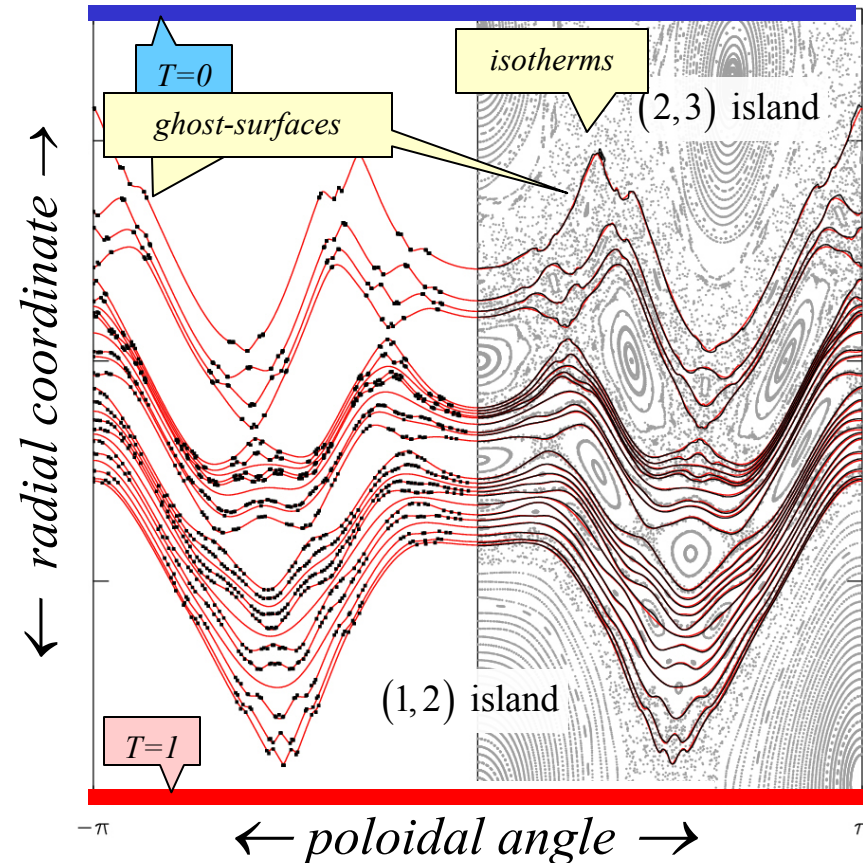 T=0
isotherms
(2,3) island
ghost-surfaces
← radial coordinate →
(1,2) island
T=1
−π
← poloidal angle →